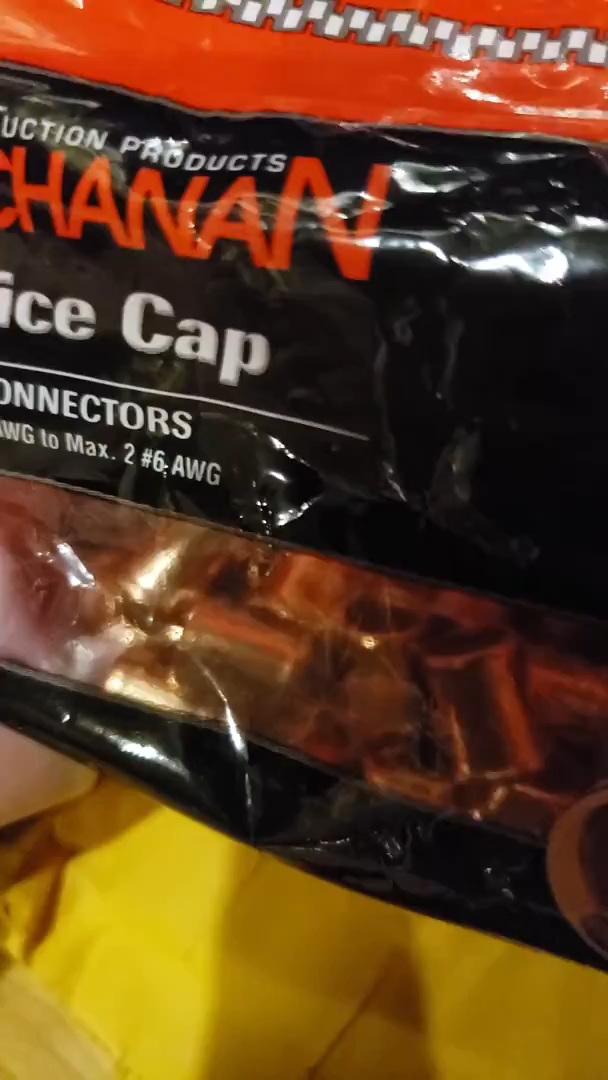 UCTION PRODUCTS
CHANAN
ice Cap
ONNECTORS
AWG to Max. 2 #6 AWG